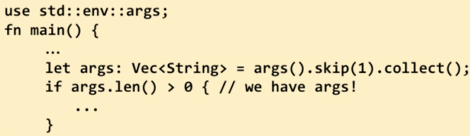 use std::env::args;
fn main() {
    ...
    let args: Vec<String> = args().skip(1).collect();
    if args.len() > 0 { // we have args!
        ...
    }